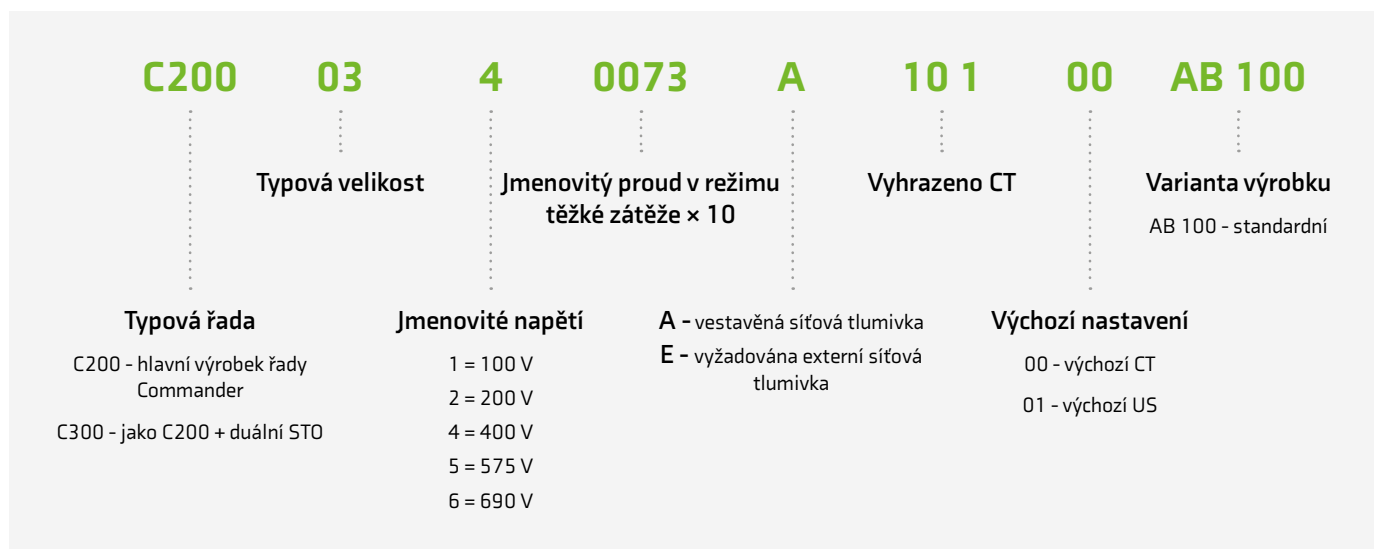 C200 03 4 0073 A 10 1 00 AB 100
Typová velikost
Jmenovitý proud v režimu
těžké zátěže × 10
Vyhrazeno CT
Varianta výrobku
AB 100 - standardní
Typová řada
C200 - hlavní výrobek řady
Commander
C300 - jako C200 + duální STO
Jmenovité napětí
1 = 100 V
2 = 200 V
4 = 400 V
5 = 575 V
6 = 690 V
A - vestavěná síťová tlumivka
E - vyžadována externí síťová
tlumivka
Výchozí nastavení
00 - výchozí CT
01 - výchozí US